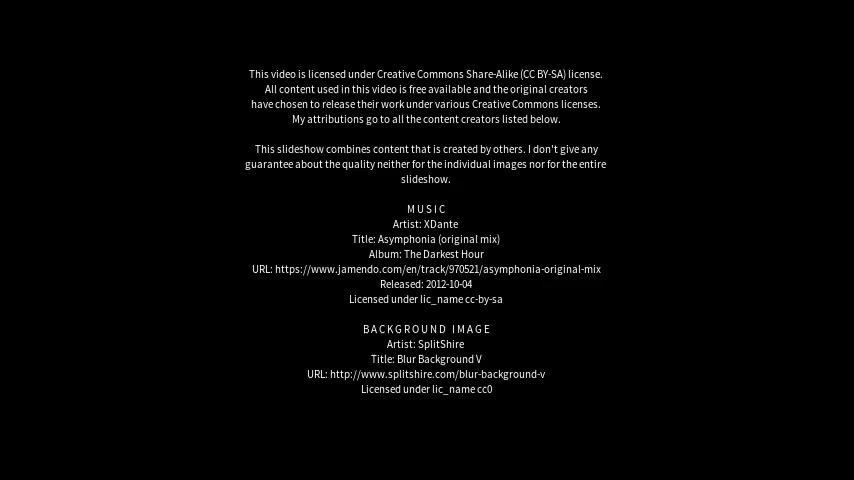 This video is licensed under Creative Commons Share-Alike (CC BY-SA) license.
All content used in this video is free available and the original creators
have chosen to release their work under various Creative Commons licenses.
My attributions go to all the content creators listed below.
This slideshow combines content that is created by others. I don't give any
guarantee about the quality neither for the individual images nor for the entire
slideshow.
MUSIC
Artist: XDante
Title: Asymphonia (original mix)
Album: The Darkest Hour
URL: https://www.jamendo.com/en/track/970521/asymphonia-original-mix
Released: 2012-10-04
Licensed under lic_name cc-by-sa
BACKGROUND IMAGE
Artist: SplitShire
Title: Blur Background V
URL: http://www.splitshire.com/blur-background-v
Licensed under lic_name cc0